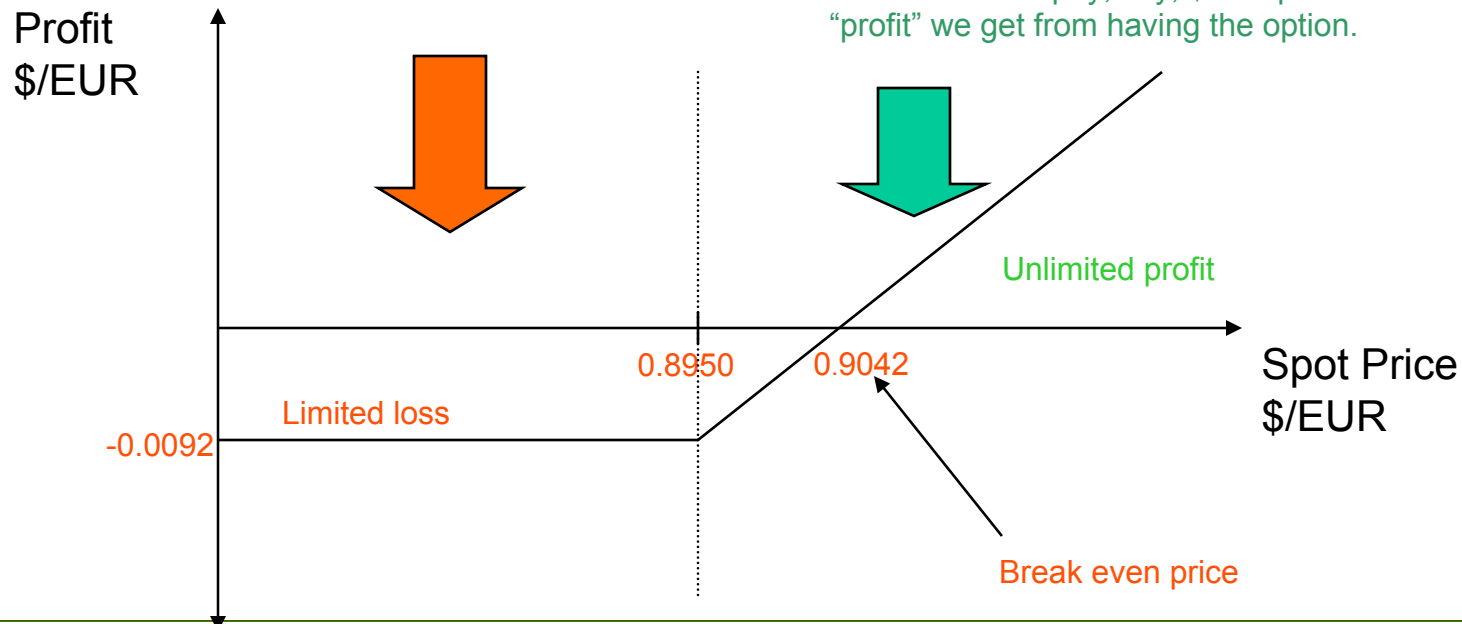 “profit” we get from having the option.
Profit
$/EUR
Unlimited profit
0.8950
0.9042
Spot Price
$/EUR
Limited loss
-0.0092
Break even price